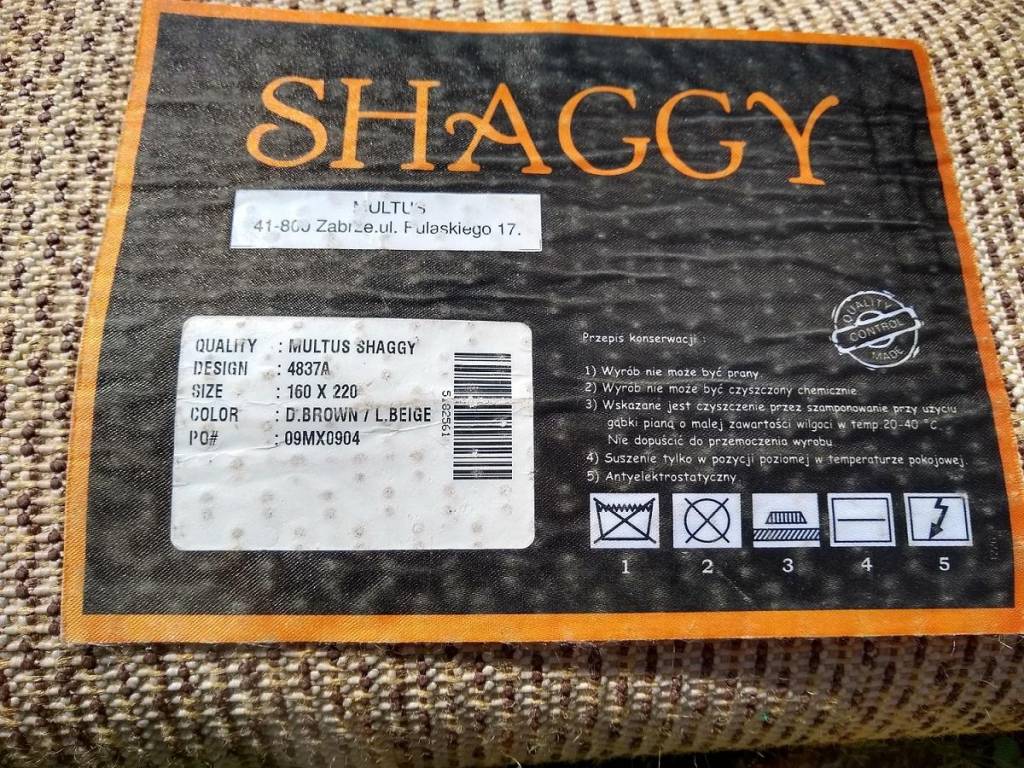 SHAGGY
MULTUS
41-800 Zabrze.ul. Pulaskiego 17.
QUALITY : MULTUS SHAGGY
DESIGN : 4837A
SIZE : 160 X 220
COLOR : D.BROWN / L.BEIGE
PO# : 09MX0904
5182561
QUALITY
CONTROL
MADE
Przepis konserwacji :
1) Wyrób nie może być prany.
2) Wyrób nie może być czyszczony chemicznie.
3) Wskazane jest czyszczenie przez szamponowanie przy użyciu
gąbki pianą o malej zawartości wilgoci w temp.20-40 °C.
Nie dopuścić do przemoczenia wyrobu.
4) Suszenie tylko w pozycji poziomej w temperaturze pokojowej.
5) Antyelektrostatyczny.
1 2 3 4 5